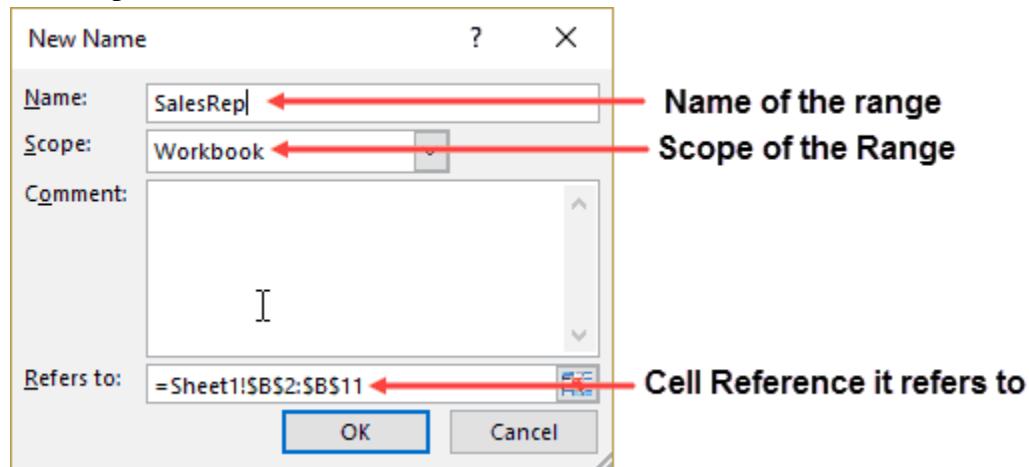 New Name ?
Name: SalesRep Name of the range
Scope: Workbook Scope of the Range
Comment:
Refers to: =Sheet1!$B$2:$B$11 Cell Reference it refers to
OK Cancel